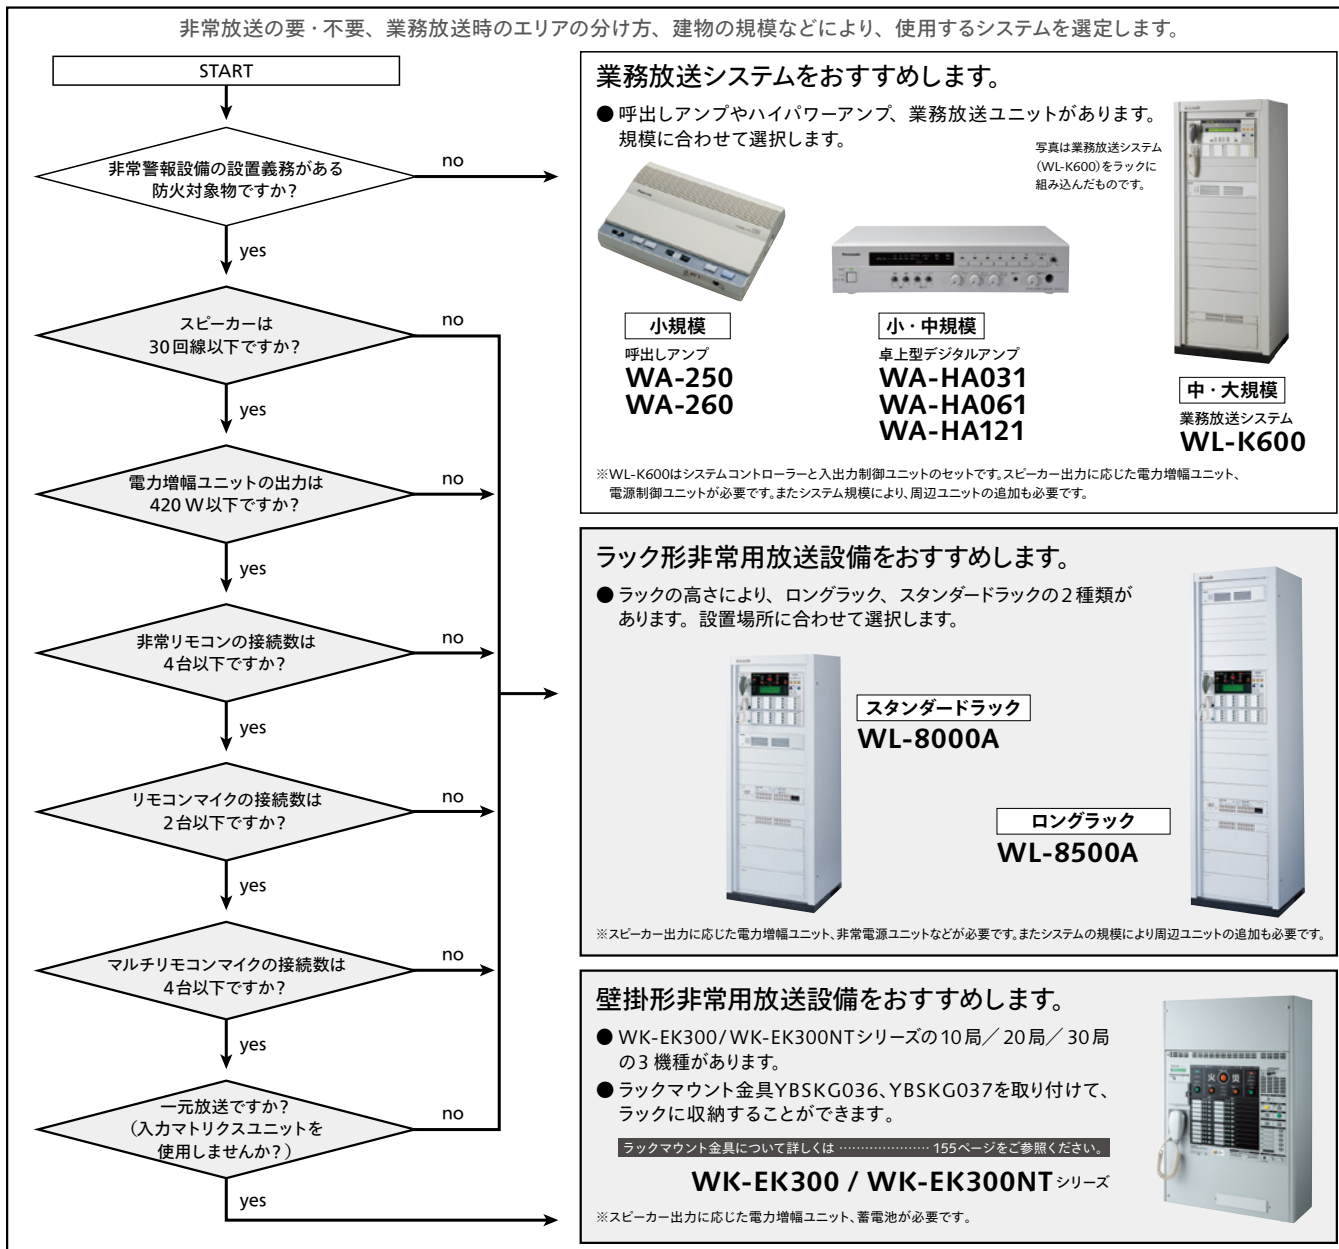 非常放送の要・不要、業務放送時のエリアの分け方、建物の規模などにより、使用するシステムを選定します。
START
非常警報設備の設置義務がある
防火対象物ですか？
no
yes
スピーカーは
30回線以下ですか？
no
yes
電力増幅ユニットの出力は
420 W以下ですか？
no
yes
非常リモコンの接続数は
4台以下ですか？
no
yes
リモコンマイクの接続数は
2台以下ですか？
no
yes
マルチリモコンマイクの接続数は
4台以下ですか？
no
yes
一元放送ですか？
（入力マトリクスユニットを
使用しませんか？）
no
yes
業務放送システムをおすすめします。
● 呼出しアンプやハイパワーアンプ、業務放送ユニットがあります。
規模に合わせて選択します。
写真は業務放送システム
（WL-K600）をラックに
組み込んだものです。
小規模
呼出しアンプ
WA-250
WA-260
小・中規模
卓上型デジタルアンプ
WA-HA031
WA-HA061
WA-HA121
中・大規模
業務放送システム
WL-K600
※WL-K600はシステムコントローラーと入出力制御ユニットのセットです。スピーカー出力に応じた電力増幅ユニット、
電源制御ユニットが必要です。またシステム規模により、周辺ユニットの追加も必要です。
ラック形非常用放送設備をおすすめします。
● ラックの高さにより、ロングラック、スタンダードラックの2種類が
あります。設置場所に合わせて選択します。
スタンダードラック
WL-8000A
ロングラック
WL-8500A
※スピーカー出力に応じた電力増幅ユニット、非常電源ユニットなどが必要です。またシステムの規模により周辺ユニットの追加も必要です。
壁掛形非常用放送設備をおすすめします。
● WK-EK300/WK-EK300NTシリーズの10局／20局／30局
の3機種があります。
● ラックマウント金具YBSKG036、YBSKG037を取り付けて、
ラックに収納することができます。
ラックマウント金具について詳しくは ………………… 155ページをご参照ください。
WK-EK300 / WK-EK300NT シリーズ
※スピーカー出力に応じた電力増幅ユニット、蓄電池が必要です。
火 災